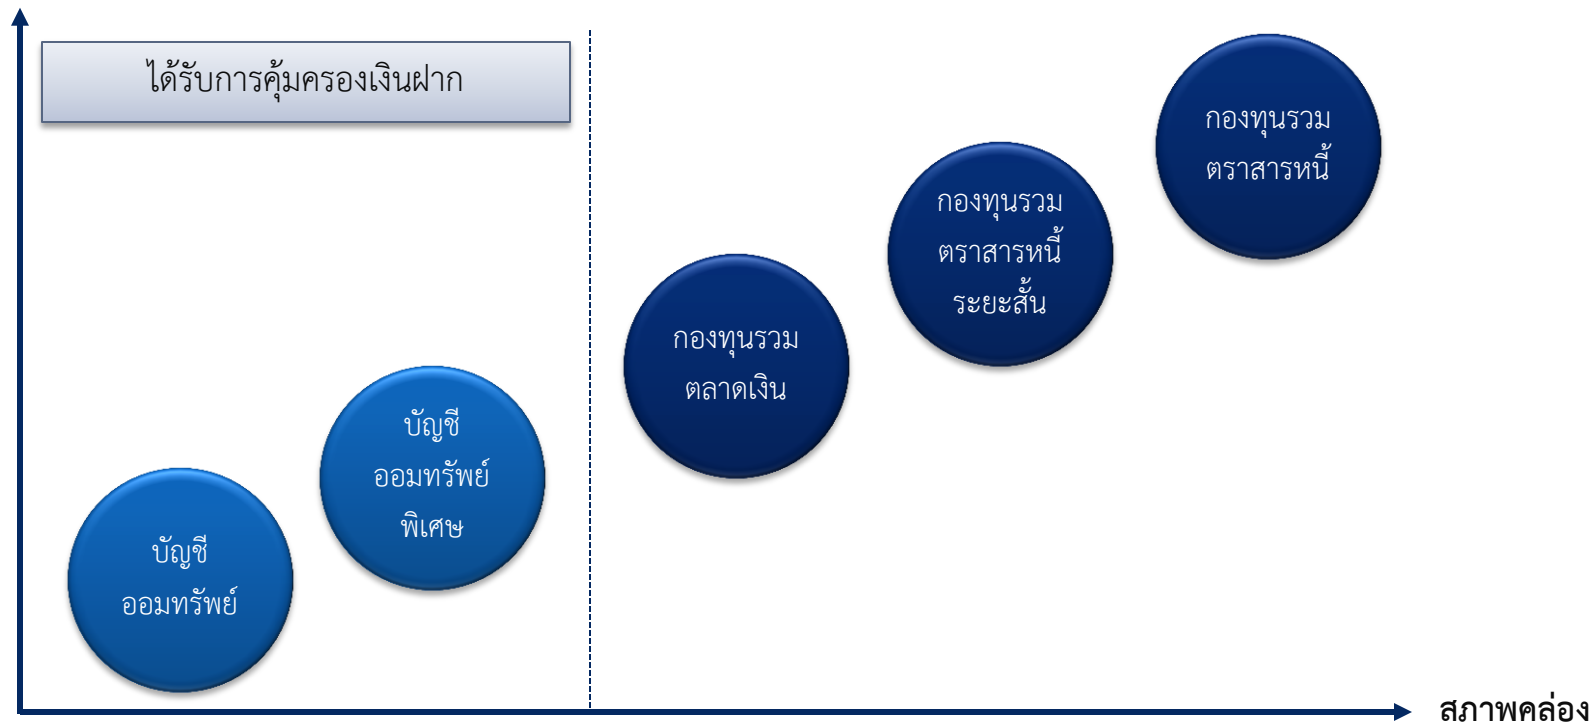 ได้รับการคุ้มครองเงินฝาก
กองทุนรวม
ตราสารหนี้
กองทุนรวม
ตราสารหนี้
ระยะสั้น
กองทุนรวม
ตลาดเงิน
บัญชี
ออมทรัพย์
พิเศษ
บัญชี
ออมทรัพย์
สภาพคล่อง